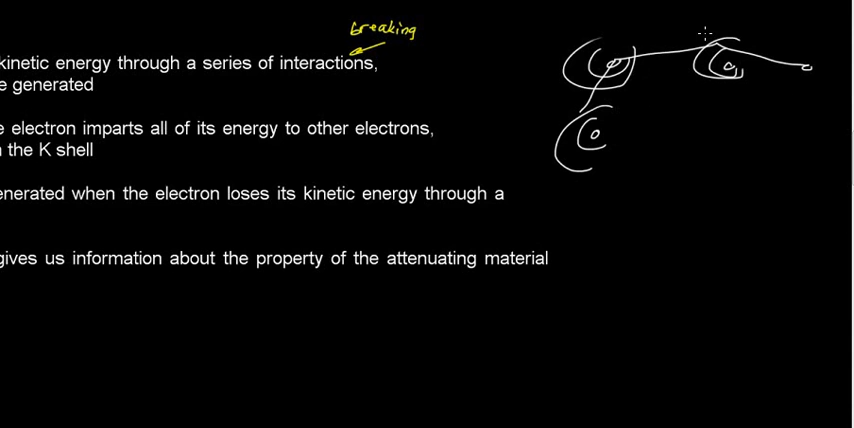 breaking
kinetic energy through a series of interactions,
e generated
e electron imparts all of its energy to other electrons,
the K shell
enerated when the electron loses its kinetic energy through a
gives us information about the property of the attenuating material